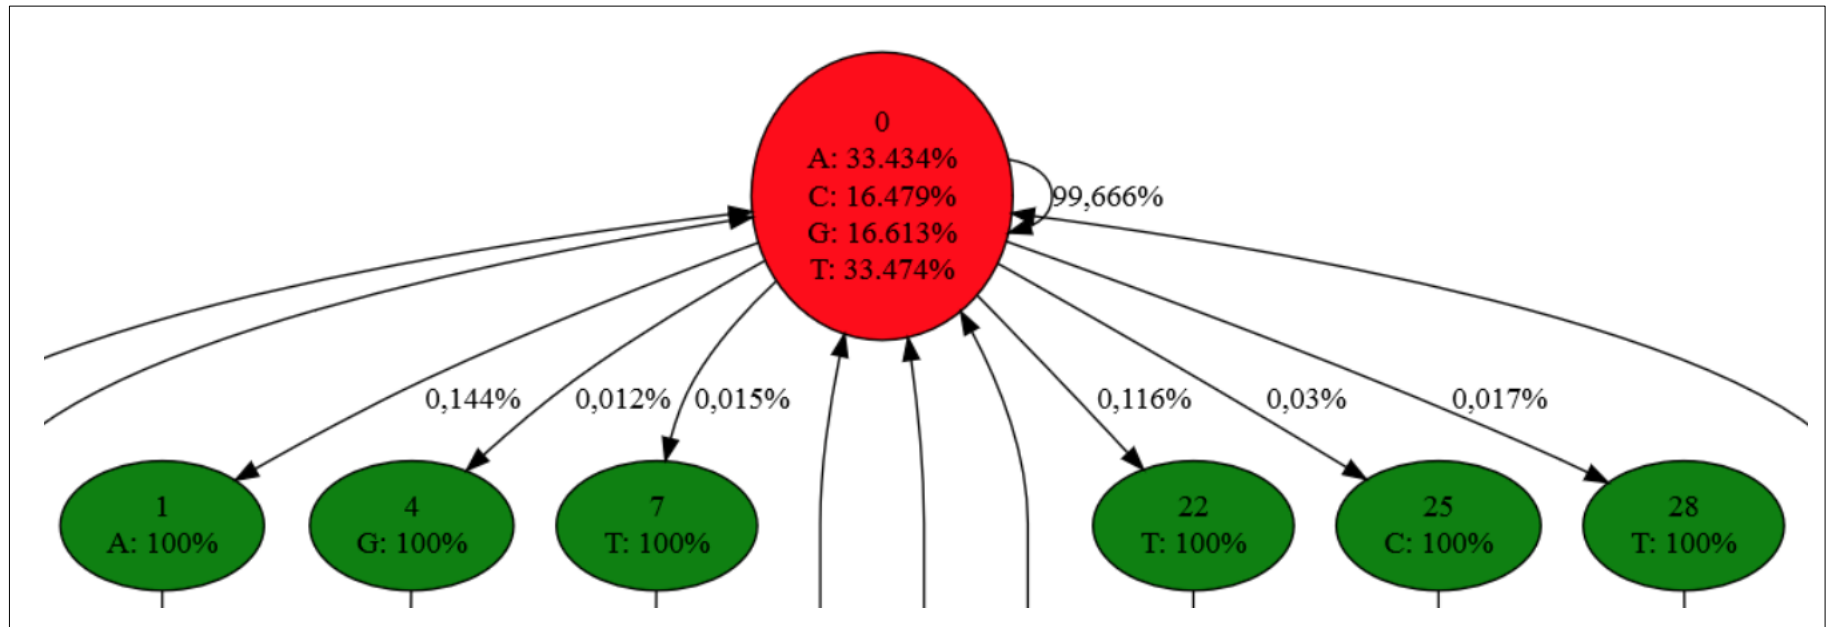 0
A: 33.434%
C: 16.479%
G: 16.613%
T: 33.474%
99,666%
0,144%
0,012%
0,015%
0,116%
0,03%
0,017%
1
A: 100%
4
G: 100%
7
T: 100%
22
T: 100%
25
C: 100%
28
T: 100%